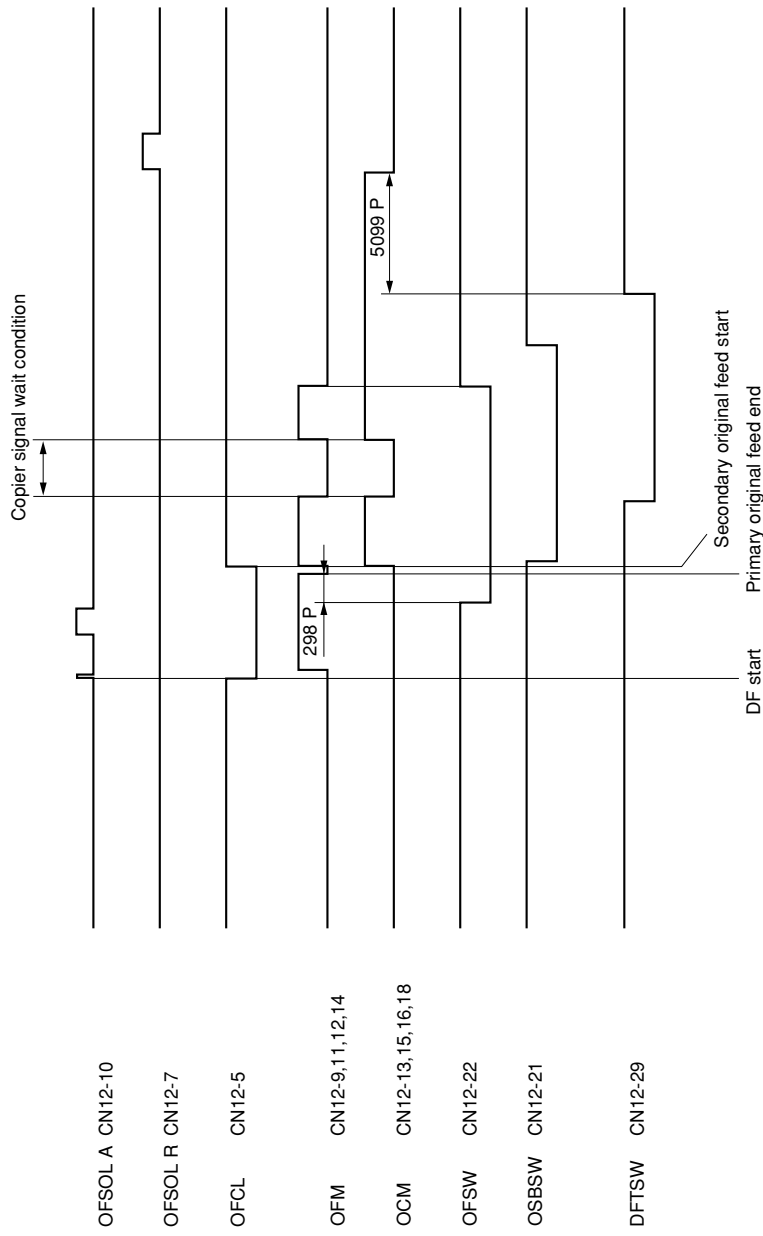 Copier signal wait condition
5099 P
298 P
Secondary original feed start
Primary original feed end
DF start
OFSOL A CN12-10
OFSOL R CN12-7
OFCL CN12-5
OFM CN12-9,11,12,14
OCM CN12-13,15,16,18
OFSW CN12-22
OSBSW CN12-21
DFTSW CN12-29